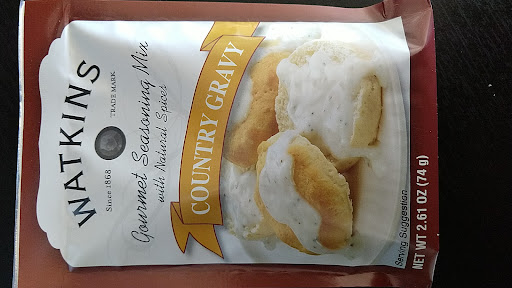 WATKINS
TRADE MARK
Since 1868
Gourmet Seasoning Mix
with Natural Spices
COUNTRY GRAVY
Serving Suggestion
NET WT 2.61 OZ (74 g)